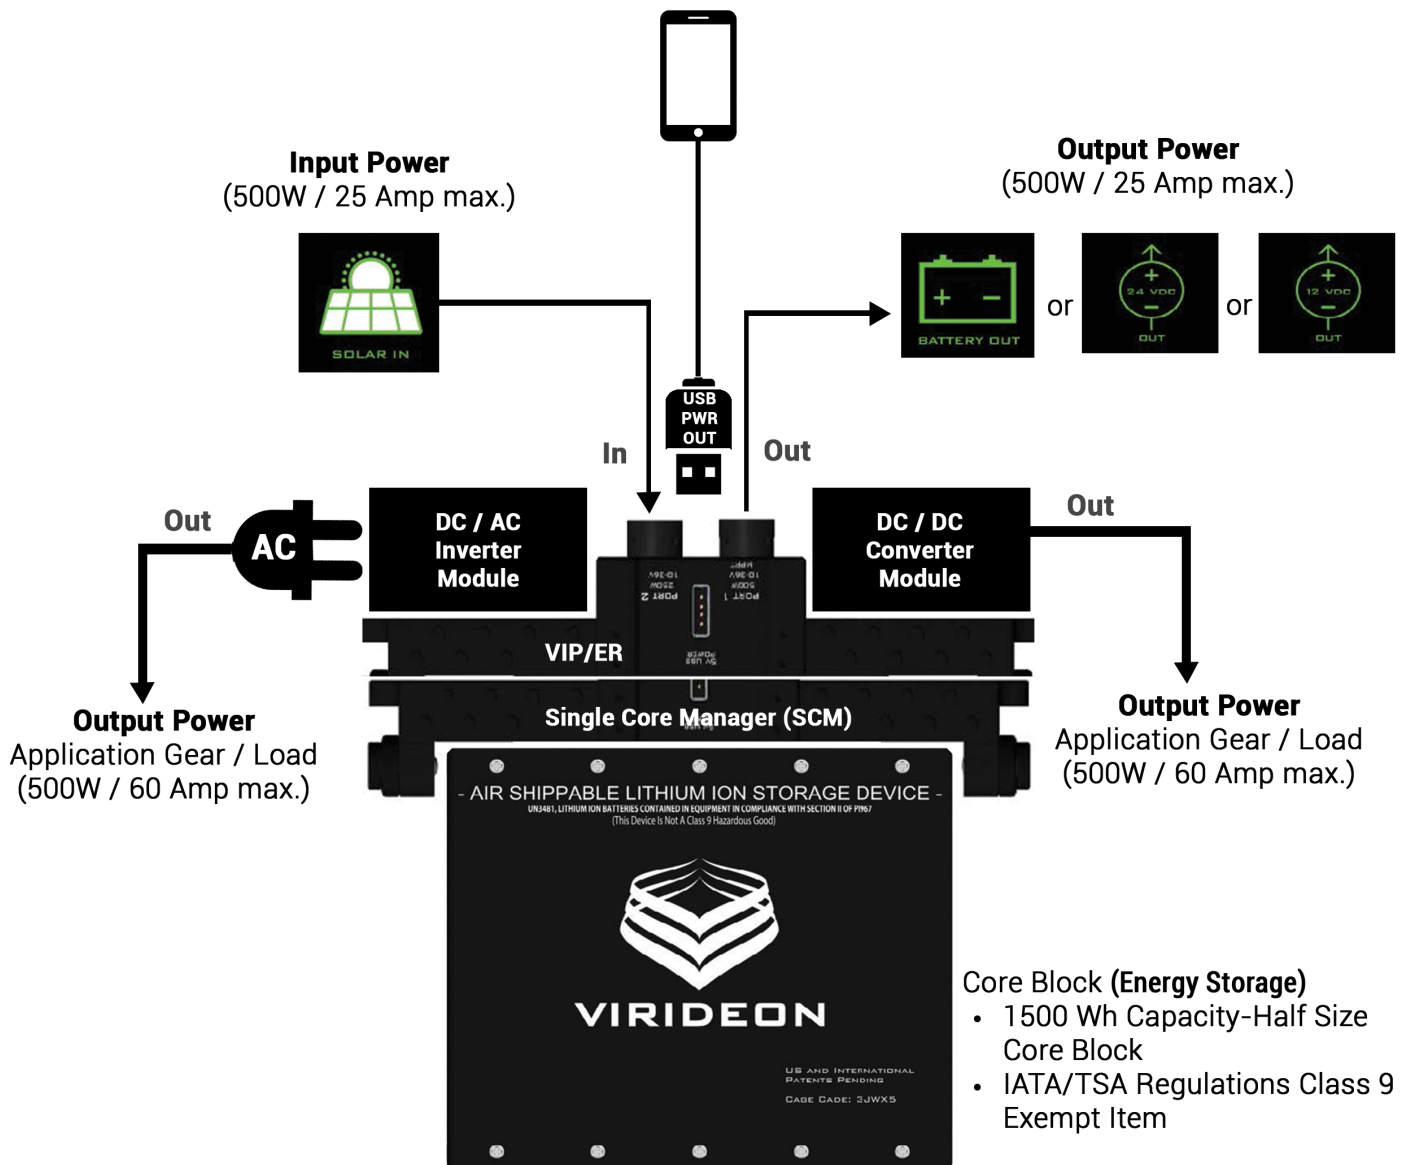 Input Power
(500W / 25 Amp max.)
Output Power
(500W / 25 Amp max.)
SOLAR IN
BATTERY OUT
or
24 VDC
OUT
or
12 VDC
OUT
USB
PWR
OUT
In
Out
Out
AC
DC / AC
Inverter
Module
DC / DC
Converter
Module
Out
PORT 2
250W
10-36V
PORT 1
500W
10-36V
MPPT
5V USB
POWER
VIP/ER
Single Core Manager (SCM)
Output Power
Application Gear / Load
(500W / 60 Amp max.)
Output Power
Application Gear / Load
(500W / 60 Amp max.)
- AIR SHIPPABLE LITHIUM ION STORAGE DEVICE -
UN3481, LITHIUM ION BATTERIES CONTAINED IN EQUIPMENT IN COMPLIANCE WITH SECTION II OF PI967
(This Device Is Not A Class 9 Hazardous Good)
VIRIDEON
US AND INTERNATIONAL
PATENTS PENDING
CAGE CADE: 3JWX5
Core Block (Energy Storage)
• 1500 Wh Capacity-Half Size
Core Block
• IATA/TSA Regulations Class 9
Exempt Item